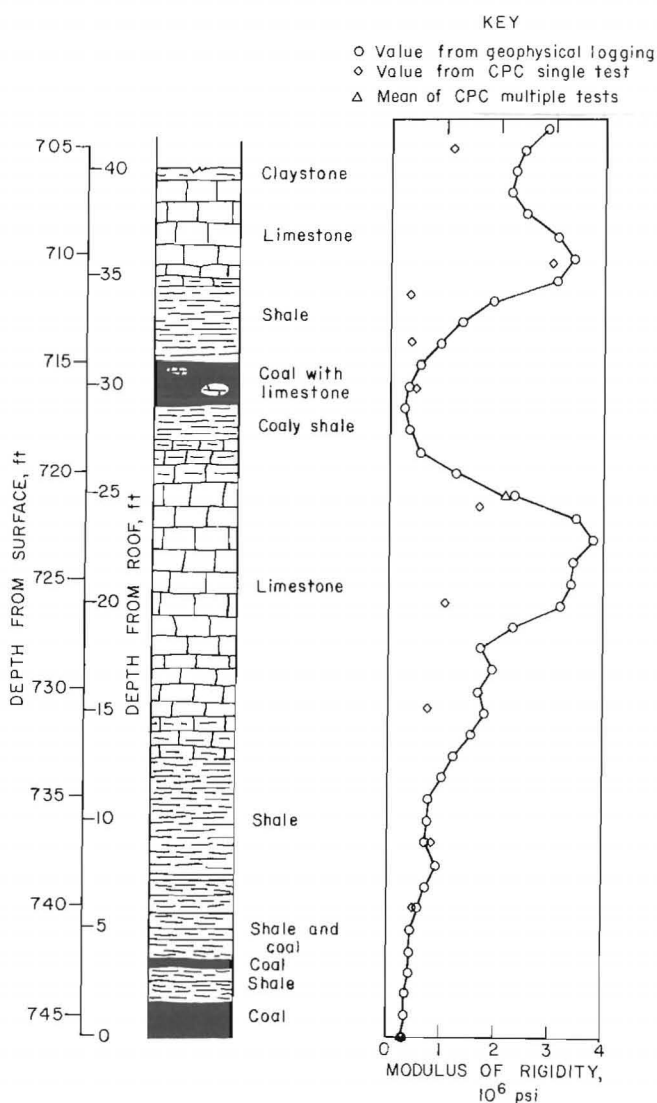 KEY
Value from geophysical logging
Value from CPC single test
Mean of CPC multiple tests
705
710
715
720
725
730
735
740
745
DEPTH FROM SURFACE, ft
40
35
30
25
20
15
10
5
0
DEPTH FROM ROOF, ft
Claystone
Limestone
Shale
Coal with
limestone
Coaly shale
Limestone
Shale
Shale and
coal
Coal
Shale
Coal
0 1 2 3 4
MODULUS OF RIGIDITY,
10⁶ psi